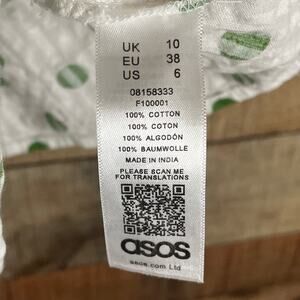 UK 10
EU 38
US 6
08158333
F100001
100% COTTON
100% COTON
100% ALGODÓN
100% BAUMWOLLE
MADE IN INDIA
PLEASE SCAN ME
FOR TRANSLATIONS
asos
asos.com Ltd